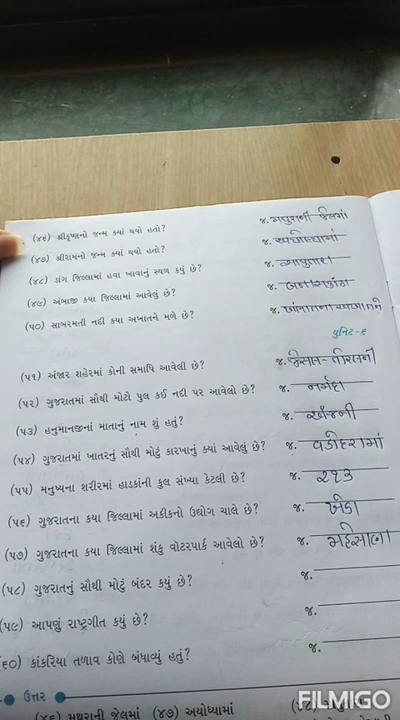 (૪૬) શ્રીકૃષ્ણનો જન્મ ક્યાં થયો હતો? જ. મથુરાની જેલમાં
(૪૭) શ્રીરામનો જન્મ ક્યાં થયો હતો? જ. અયોધ્યામાં
(૪૮) ડાંગ જિલ્લામાં હવા ખાવાનું સ્થળ કયું છે? જ. સાપુતારા
(૪૯) અંબાજી કયા જિલ્લામાં આવેલું છે? જ. બનાસકાંઠા
(૫૦) સાબરમતી નદી કયા અખાતને મળે છે? જ. ખંભાતના અખાતને
યુનિટ-૬
(૫૧) અંજાર શહેરમાં કોની સમાધિ આવેલી છે? જ. જેસલ-તોરલની
(૫૨) ગુજરાતમાં સૌથી મોટો પુલ કઈ નદી પર આવેલો છે? જ. નર્મદા
(૫૩) હનુમાનજીનાં માતાનું નામ શું હતું? જ. અંજની
(૫૪) ગુજરાતમાં ખાતરનું સૌથી મોટું કારખાનું ક્યાં આવેલું છે? જ. વડોદરામાં
(૫૫) મનુષ્યના શરીરમાં હાડકાંની કુલ સંખ્યા કેટલી છે? જ. ૨૧૩
(૫૬) ગુજરાતના કયા જિલ્લામાં અકીકનો ઉદ્યોગ ચાલે છે? જ. ખેડા
(૫૭) ગુજરાતના કયા જિલ્લામાં શંકુ વૉટરપાર્ક આવેલો છે? જ. મહેસાણા
(૫૮) ગુજરાતનું સૌથી મોટું બંદર કયું છે? જ.
(૫૯) આપણું રાષ્ટ્રગીત કયું છે? જ.
(૬૦) કાંકરિયા તળાવ કોણે બંધાવ્યું હતું? જ.
ઉત્તર
(૪૬) મથુરાની જેલમાં (૪૭) અયોધ્યામાં
FILMIGO